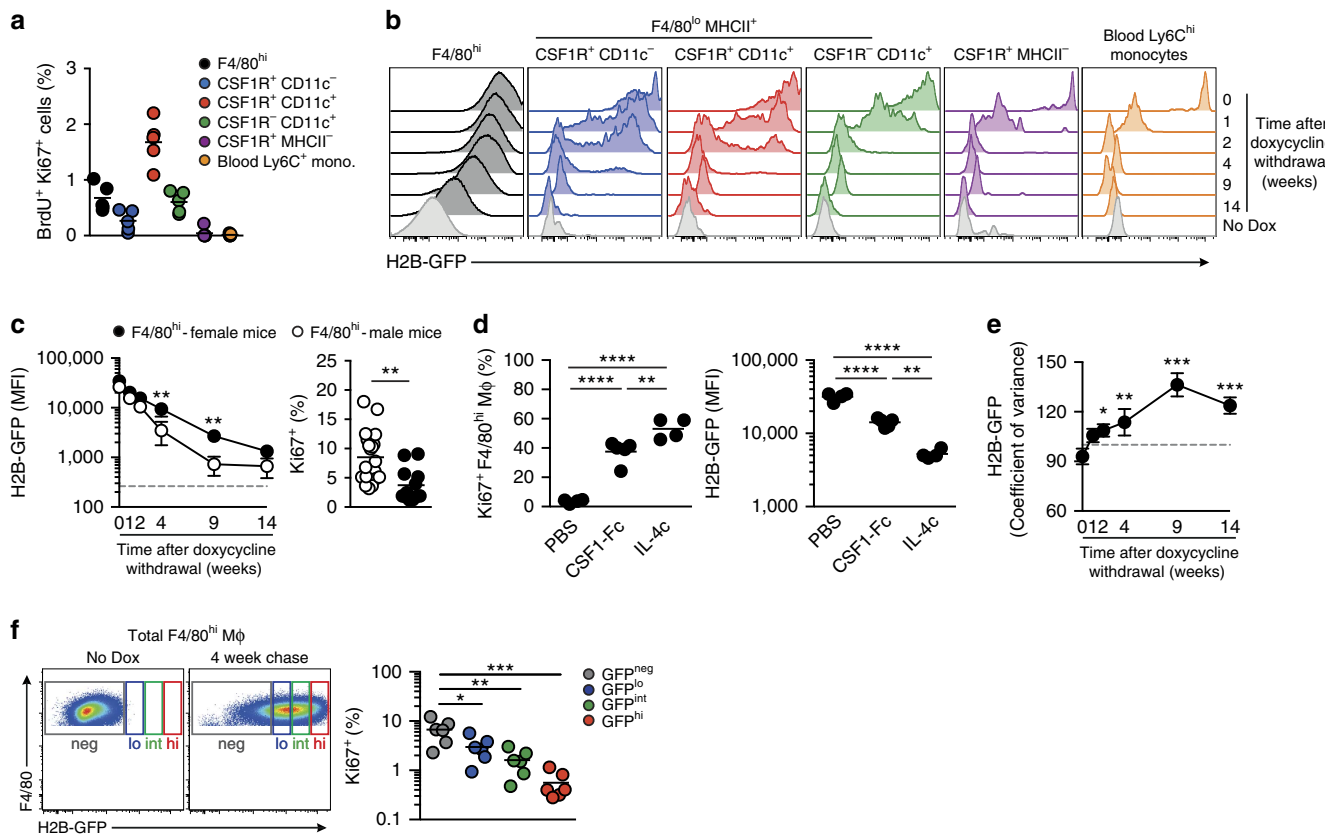 a
BrdU⁺ Ki67⁺ cells (%)
3
2
1
0
F4/80ʰⁱ
CSF1R⁺ CD11c⁻
CSF1R⁺ CD11c⁺
CSF1R⁻ CD11c⁺
CSF1R⁺ MHCII⁻
Blood Ly6C⁺ mono.
b
F4/80ˡᵒ MHCII⁺
F4/80ʰⁱ
CSF1R⁺ CD11c⁻
CSF1R⁺ CD11c⁺
CSF1R⁻ CD11c⁺
CSF1R⁺ MHCII⁻
Blood Ly6Cʰⁱ
monocytes
0
1
2
4
9
14
No Dox
Time after
doxycyclin
withdrawal
(weeks)
H2B-GFP
c
F4/80ʰⁱ - female mice
F4/80ʰⁱ - male mice
H2B-GFP (MFI)
100,000
10,000
1,000
100
**
**
0 1 2 4 9 14
Time after doxycycline
withdrawal (weeks)
Ki67⁺ (%)
25
20
15
10
5
0
**
d
Ki67⁺ F4/80ʰⁱ Mϕ (%)
100
80
60
40
20
0
****
**** **
PBS
CSF1-Fc
IL-4c
H2B-GFP (MFI)
100,000
10,000
1,000
****
**** **
PBS
CSF1-Fc
IL-4c
e
H2B-GFP
(Coefficient of variance)
150
120
90
60
*
**
***
***
0 1 2 4 9 14
Time after doxycycline
withdrawal (weeks)
f
Total F4/80ʰⁱ Mϕ
No Dox
4 week chase
neg lo int hi
neg lo int hi
F4/80
H2B-GFP
Ki67⁺ (%)
100
10
1
0.1
***
**
*
GFPⁿᵉᵍ
GFPˡᵒ
GFPⁱⁿᵗ
GFPʰⁱ